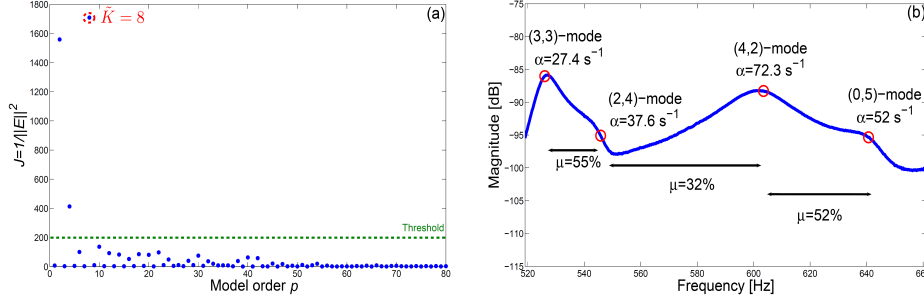 (a)
K̃ = 8
J=1/||E||²
1800
1600
1400
1200
1000
800
600
400
200
0
Threshold
0 10 20 30 40 50 60 70 80
Model order p
(b)
(3,3)−mode
α=27.4 s⁻¹
(4,2)−mode
α=72.3 s⁻¹
(2,4)−mode
α=37.6 s⁻¹
(0,5)−mode
α=52 s⁻¹
μ=55%
μ=32%
μ=52%
Magnitude [dB]
−75
−80
−85
−90
−95
−100
−105
−110
−115
520 540 560 580 600 620 640 660
Frequency [Hz]